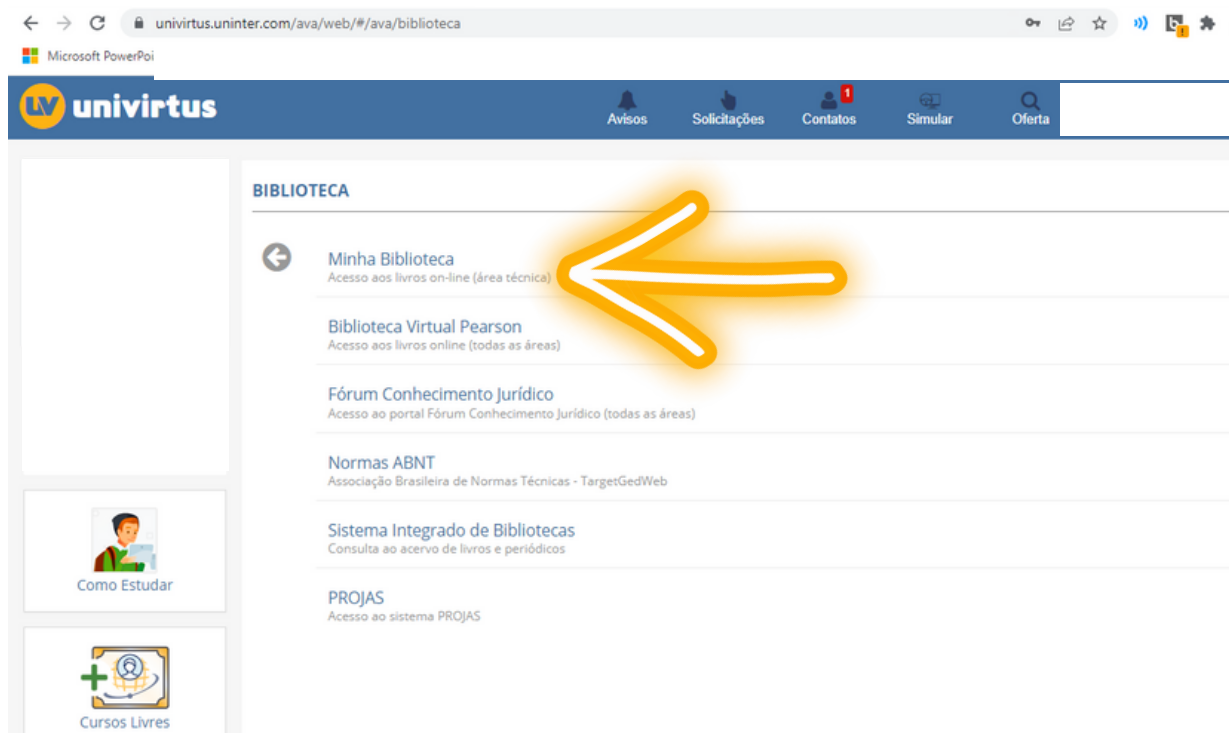 univirtus.uninter.com/ava/web/#/ava/biblioteca
Microsoft PowerPoi
UV univirtus
Avisos
Solicitações
1
Contatos
Simular
Oferta
BIBLIOTECA
Minha Biblioteca
Acesso aos livros on-line (área técnica)
Biblioteca Virtual Pearson
Acesso aos livros online (todas as áreas)
Fórum Conhecimento Jurídico
Acesso ao portal Fórum Conhecimento Jurídico (todas as áreas)
Normas ABNT
Associação Brasileira de Normas Técnicas - TargetGedWeb
Sistema Integrado de Bibliotecas
Consulta ao acervo de livros e periódicos
PROJAS
Acesso ao sistema PROJAS
Como Estudar
Cursos Livres